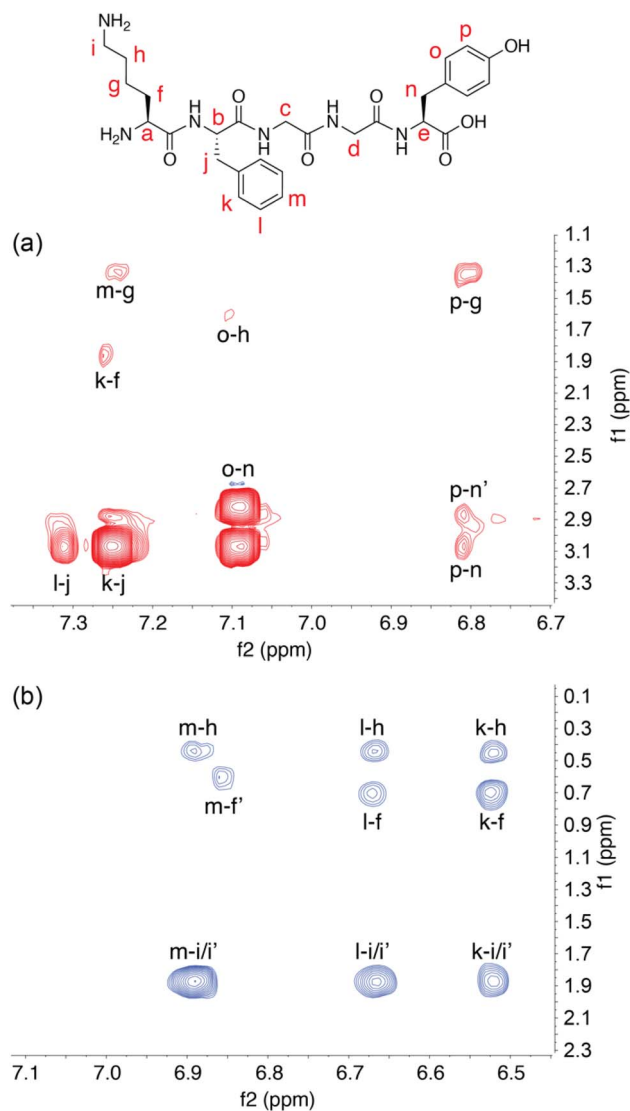 NH₂
i
h
g
f
H₂N
a
O
H
N
b
O
j
k
l
m
N
H
c
O
H
N
d
O
N
H
e
O
OH
n
o
p
OH
(a)
m-g
p-g
o-h
k-f
o-n
p-n’
l-j
k-j
p-n
1.1
1.3
1.5
1.7
1.9
2.1
2.3
2.5
2.7
2.9
3.1
3.3
f1 (ppm)
7.3 7.2 7.1 7.0 6.9 6.8 6.7
f2 (ppm)
(b)
m-h l-h k-h
m-f’
l-f k-f
m-i/i’ l-i/i’ k-i/i’
0.1
0.3
0.5
0.7
0.9
1.1
1.3
1.5
1.7
1.9
2.1
2.3
f1 (ppm)
7.1 7.0 6.9 6.8 6.7 6.6 6.5
f2 (ppm)